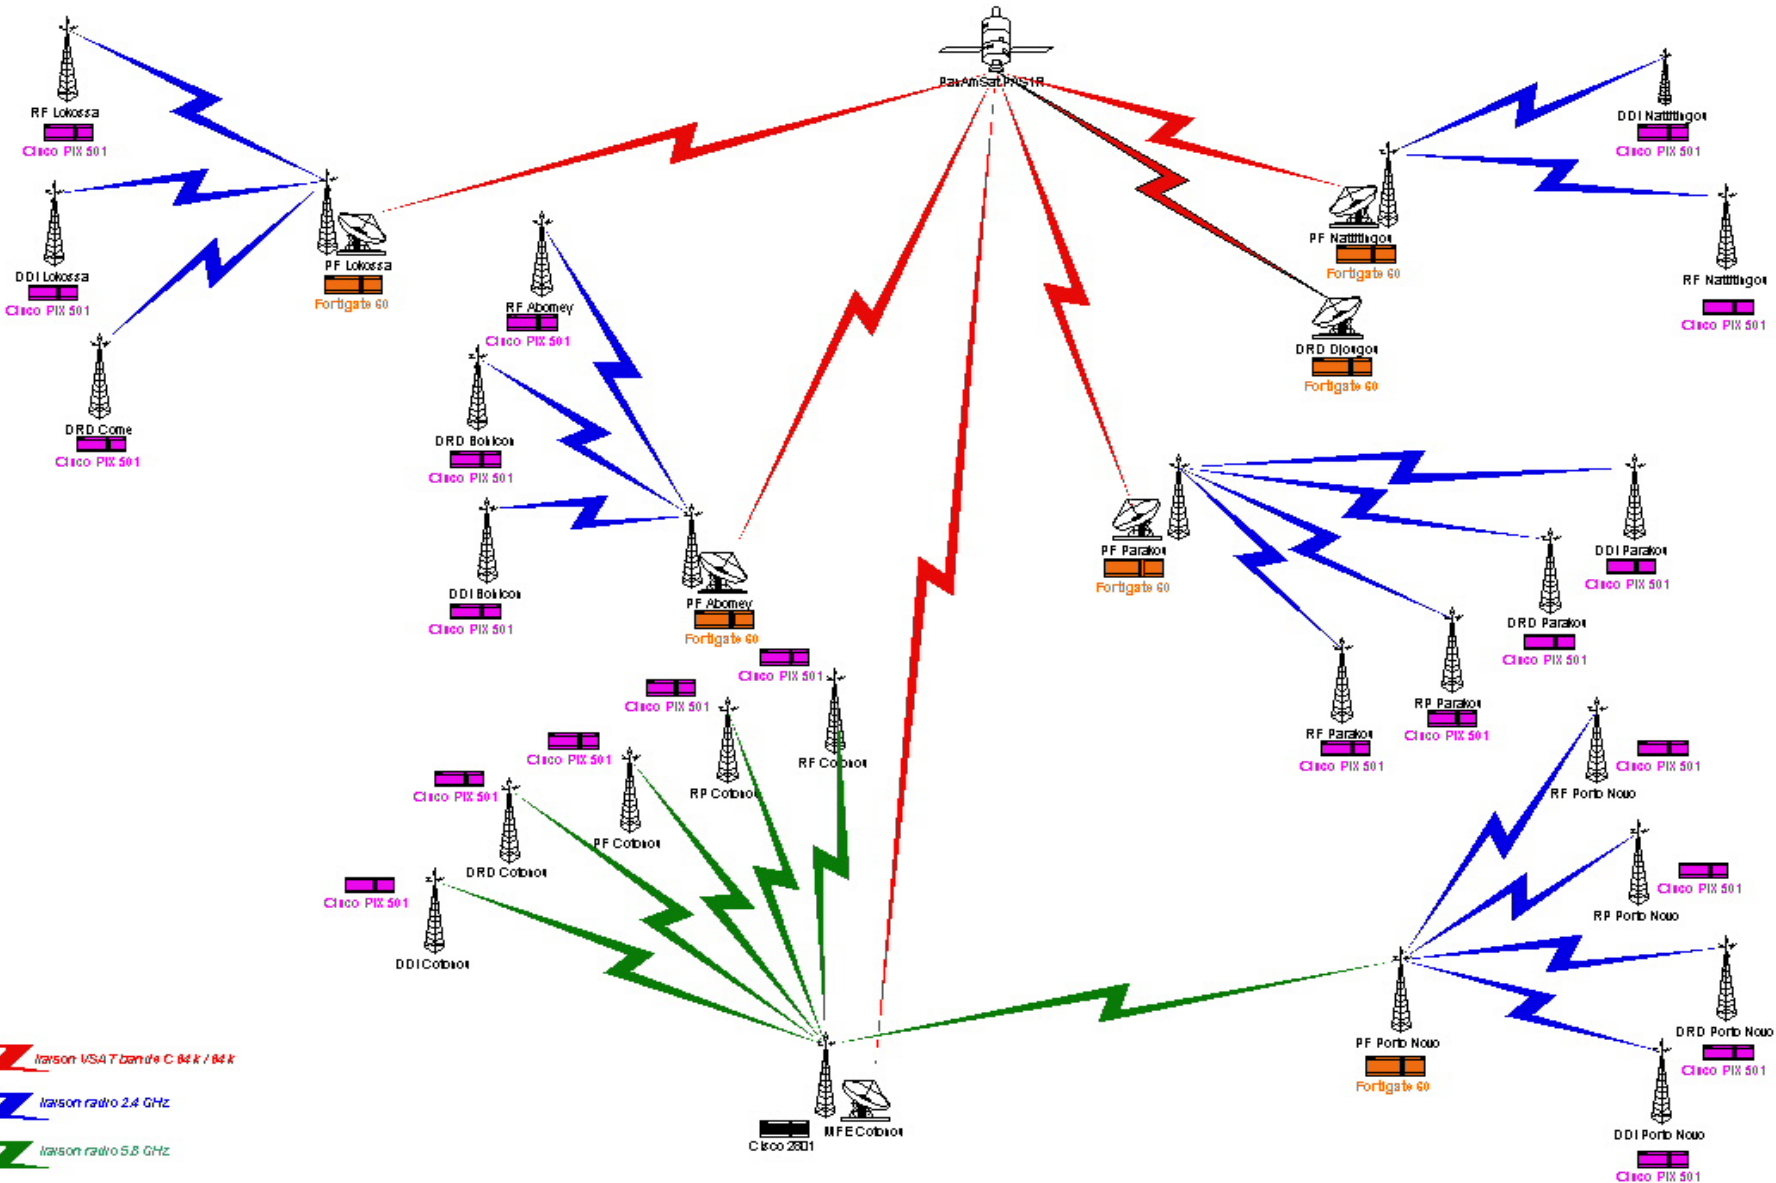 PanAmSat PAS1R
RF Lokossa
Cisco PIX 501
DDI Lokossa
Cisco PIX 501
DRD Come
Cisco PIX 501
PF Lokossa
Fortigate 60
RF Abomey
Cisco PIX 501
DRD Bohicon
Cisco PIX 501
DDI Bohicon
Cisco PIX 501
PF Abomey
Fortigate 60
DDI Natitingou
Cisco PIX 501
RF Natitingou
Cisco PIX 501
PF Natitingou
Fortigate 60
DRD Djougou
Fortigate 60
PF Parakou
Fortigate 60
DDI Parakou
Cisco PIX 501
DRD Parakou
Cisco PIX 501
RP Parakou
Cisco PIX 501
RF Parakou
Cisco PIX 501
Cisco PIX 501
RF Cotonou
Cisco PIX 501
RP Cotonou
Cisco PIX 501
PF Cotonou
Cisco PIX 501
DRD Cotonou
Cisco PIX 501
DDI Cotonou
Cisco PIX 501
RF Porto Novo
Cisco PIX 501
RP Porto Novo
DRD Porto Novo
Cisco PIX 501
DDI Porto Novo
Cisco PIX 501
PF Porto Novo
Fortigate 60
MFE Cotonou
Cisco 2801
liaison VSAT bande C 64 k / 64 k
liaison radio 2.4 GHz
liaison radio 5.8 GHz